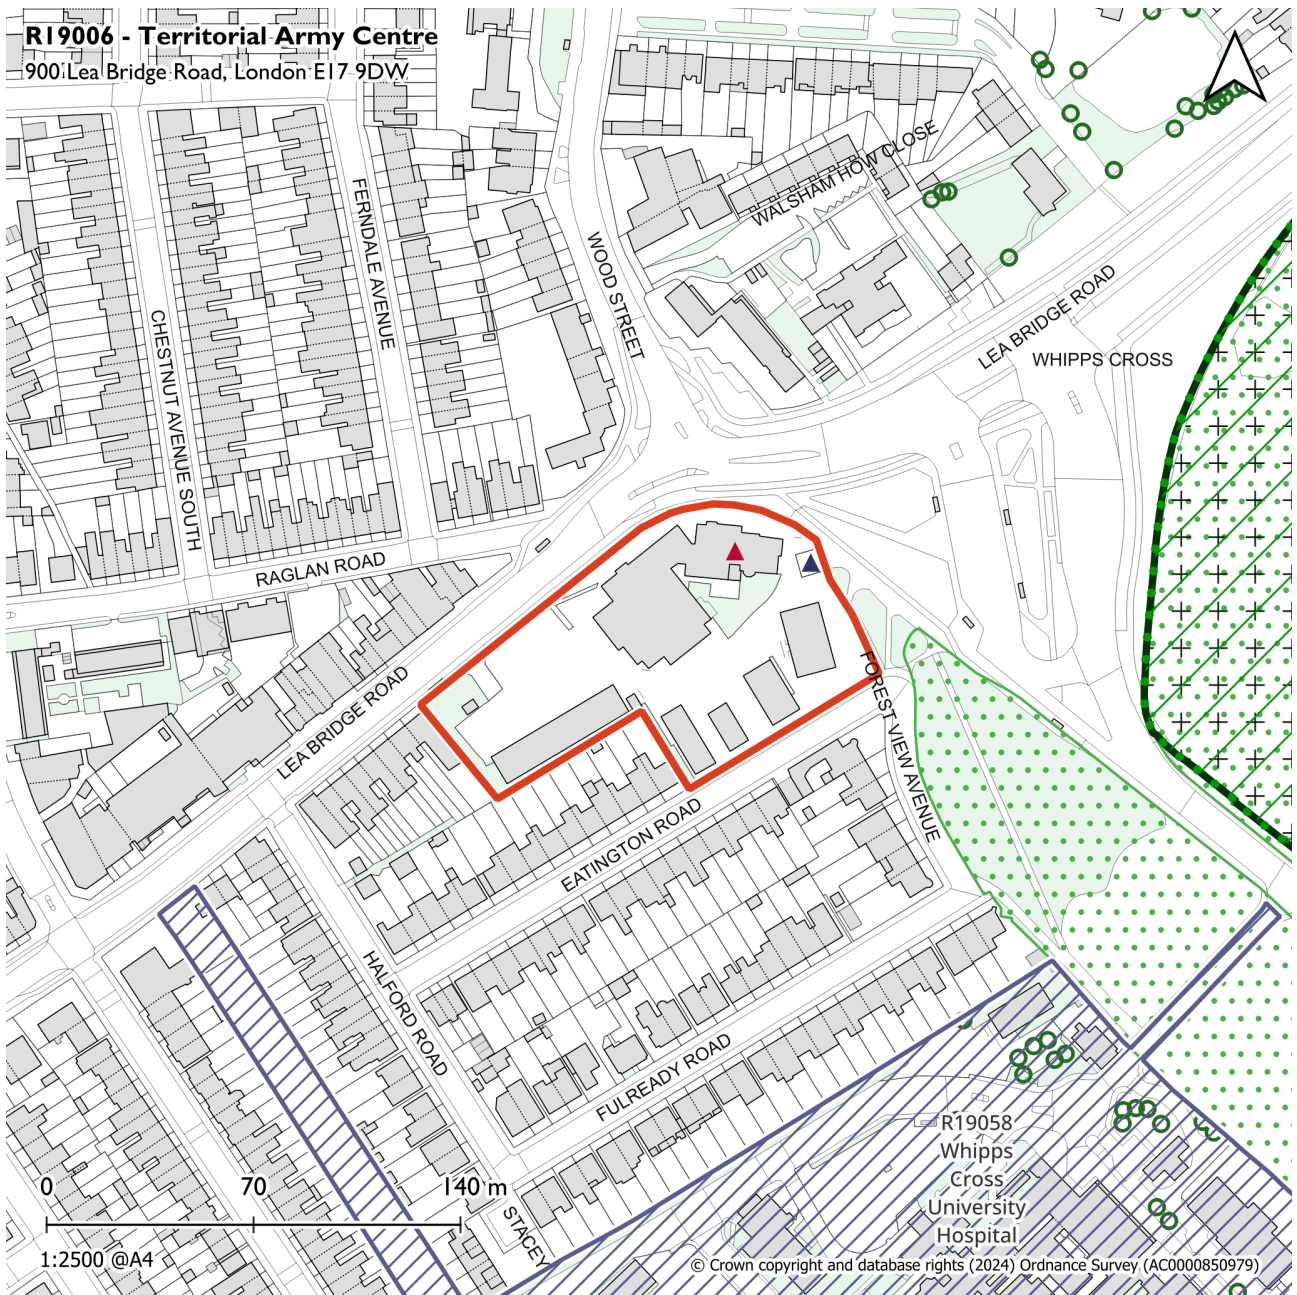 R19006 - Territorial Army Centre
900 Lea Bridge Road, London E17 9DW
WALSHAM HOW CLOSE
FERNDALE AVENUE
WOOD STREET
LEA BRIDGE ROAD
WHIPPS CROSS
CHESTNUT AVENUE SOUTH
RAGLAN ROAD
LEA BRIDGE ROAD
FOREST VIEW AVENUE
EATINGTON ROAD
HALFORD ROAD
FULREADY ROAD
R19058
Whipps
Cross
University
Hospital
STACEY
0 70 140 m
1:2500 @A4
© Crown copyright and database rights (2024) Ordnance Survey (AC0000850979)